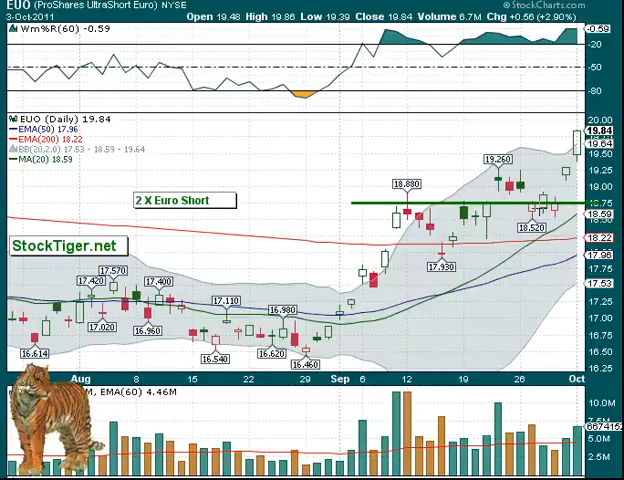 EUO (ProShares UltraShort Euro) NYSE © StockCharts.com
3-Oct-2011 Open 19.48 High 19.86 Low 19.39 Close 19.84 Volume 6.7M Chg +0.56 (+2.90%)
Wm%R(60) -0.59
-0.59
-20
-50
-80
EUO (Daily) 19.84
EMA(50) 17.96
EMA(200) 18.22
BB(20,2.0) 17.53 - 18.59 - 19.64
MA(20) 18.59
2 X Euro Short
StockTiger.net
20.00
19.84
19.64
19.50
19.25
19.00
18.75
18.59
18.22
17.96
17.53
17.25
17.00
16.75
16.50
16.25
19.260
18.880
18.520
17.930
17.570
17.420
17.400
17.110
17.020
16.960
16.980
16.614
16.540
16.620
16.460
Aug 8 15 22 29 Sep 6 12 19 26 Oct
M, EMA(60) 4.46M
10.0M
5.0M
2.5M